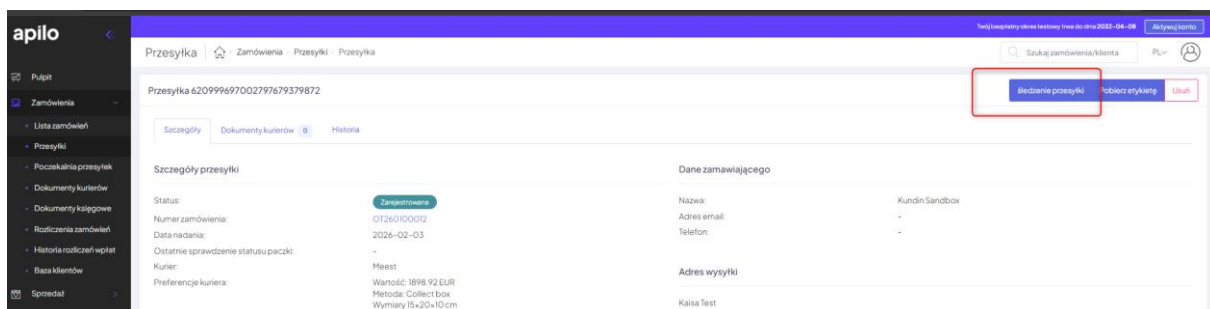 apilo
Twój bezpłatny okres testowy trwa do dnia 2022-04-08
Aktywuj konto
Przesyłka
Zamówienia
Przesyłki
Przesyłka
Szukaj zamówienia/klienta
PL
Pulpit
Zamówienia
Lista zamówień
Przesyłki
Poczekalnia przesyłek
Dokumenty kurierów
Dokumenty księgowe
Rozliczenia zamówień
Historia rozliczeń wpłat
Baza klientów
Sprzedaż
Przesyłka 620999697002797679379872
śledzenie przesyłki
Pobierz etykietę
Usuń
Szczegóły
Dokumenty kurierów 0
Historia
Szczegóły przesyłki
Status: Zarejestrowana
Numer zamówienia: OT260100012
Data nadania: 2026-02-03
Ostatnie sprawdzenie statusu paczki: -
Kurier: Meest
Preferencje kuriera: Wartość: 1898.92 EUR
Metoda: Collect box
Wymiary 15×20×10 cm
Dane zamawiającego
Nazwa: Kundin Sandbox
Adres email: -
Telefon: -
Adres wysyłki
Kaisa Test